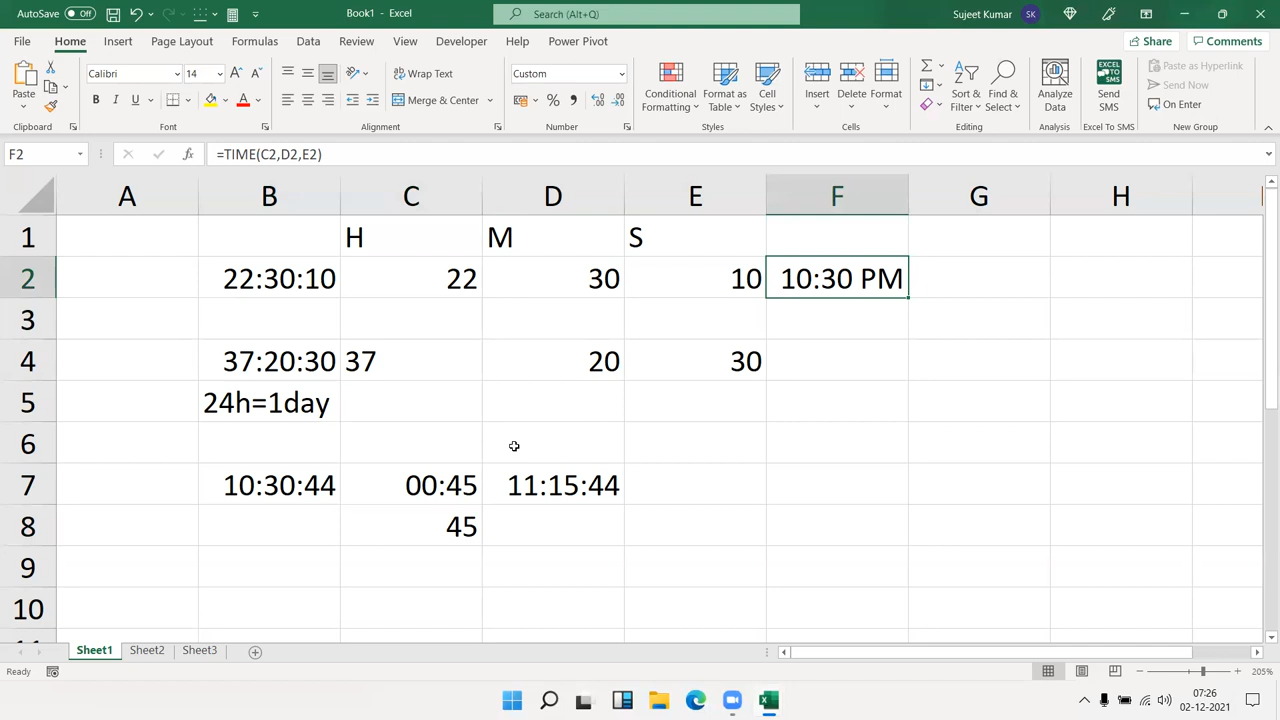 AutoSave Off Book1 - Excel Search (Alt+Q) Sujeet Kumar SK
File Home Insert Page Layout Formulas Data Review View Developer Help Power Pivot Share Comments
Paste Calibri 14 A A Wrap Text Custom Conditional Formatting Format as Table Cell Styles Insert Delete Format Sort & Filter Find & Select Analyze Data Send SMS Paste as Hyperlink
Send Now
B I U A Merge & Center % On Enter
Clipboard Font Alignment Number Styles Cells Editing Analysis Excel To SMS New Group
F2 fx =TIME(C2,D2,E2)
A B C D E F G H
1 H M S
2 22:30:10 22 30 10 10:30 PM
3
4 37:20:30 37 20 30
5 24h=1day
6
7 10:30:44 00:45 11:15:44
8 45
9
10
Sheet1 Sheet2 Sheet3
Ready 205%
07:26
02-12-2021